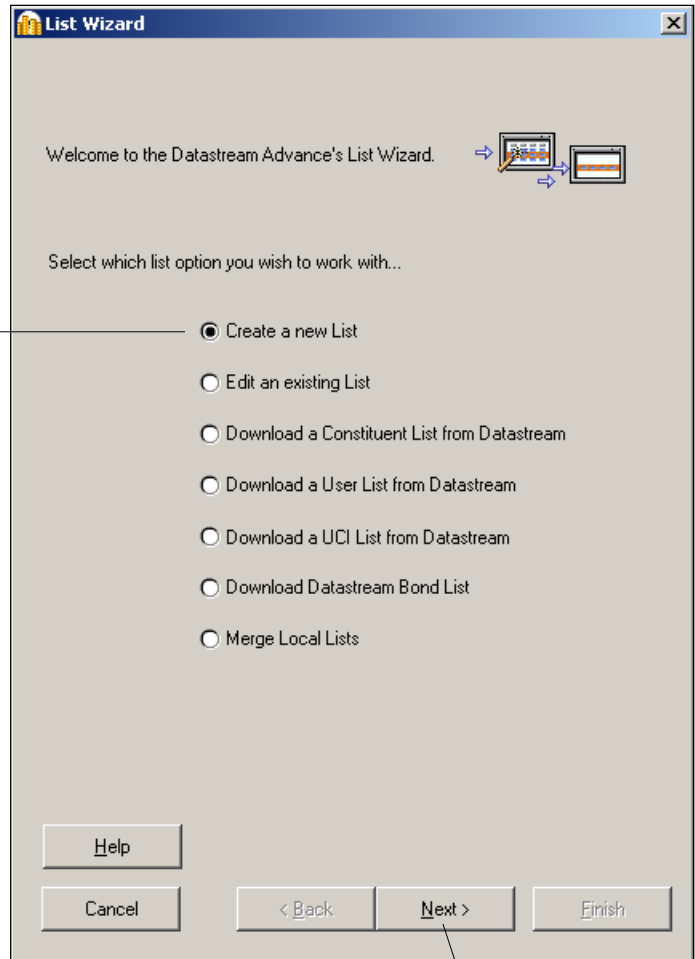 List Wizard
Welcome to the Datastream Advance's List Wizard.
Select which list option you wish to work with...
Create a new List
Edit an existing List
Download a Constituent List from Datastream
Download a User List from Datastream
Download a UCI List from Datastream
Download Datastream Bond List
Merge Local Lists
Help
Cancel
< Back
Next >
Finish